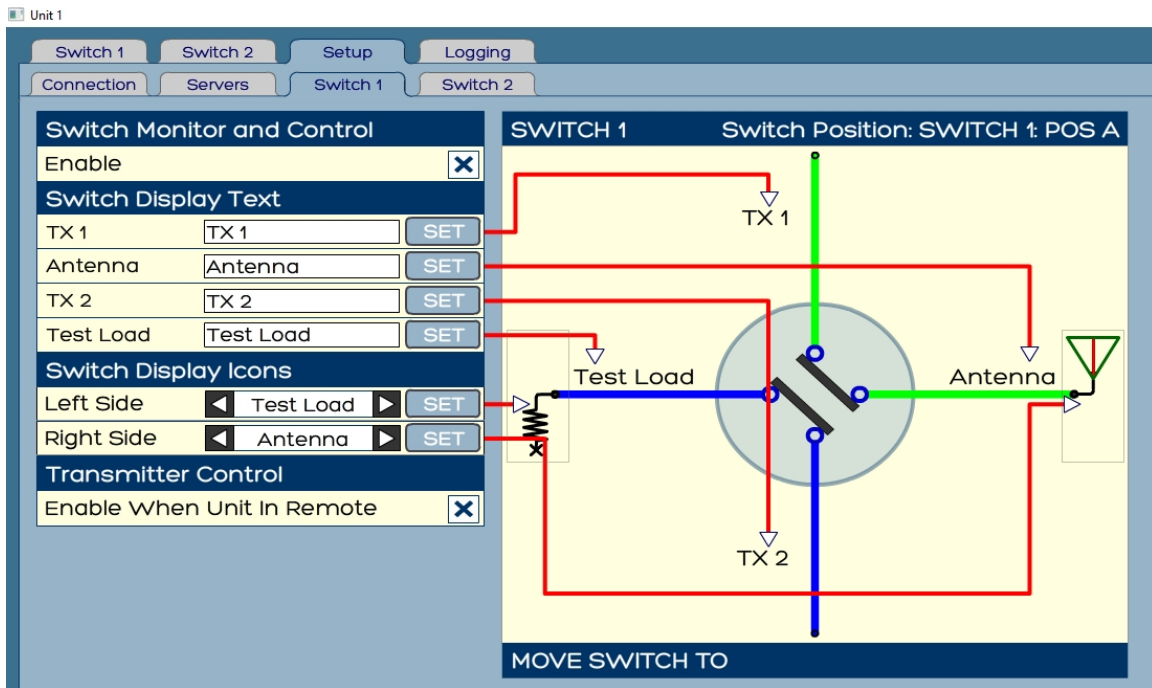 Unit 1
Switch 1 Switch 2 Setup Logging
Connection Servers Switch 1 Switch 2
Switch Monitor and Control
Enable
Switch Display Text
TX 1 TX 1 SET
Antenna Antenna SET
TX 2 TX 2 SET
Test Load Test Load SET
Switch Display Icons
Left Side Test Load SET
Right Side Antenna SET
Transmitter Control
Enable When Unit In Remote
SWITCH 1 Switch Position: SWITCH 1: POS A
TX 1
Test Load
Antenna
TX 2
MOVE SWITCH TO